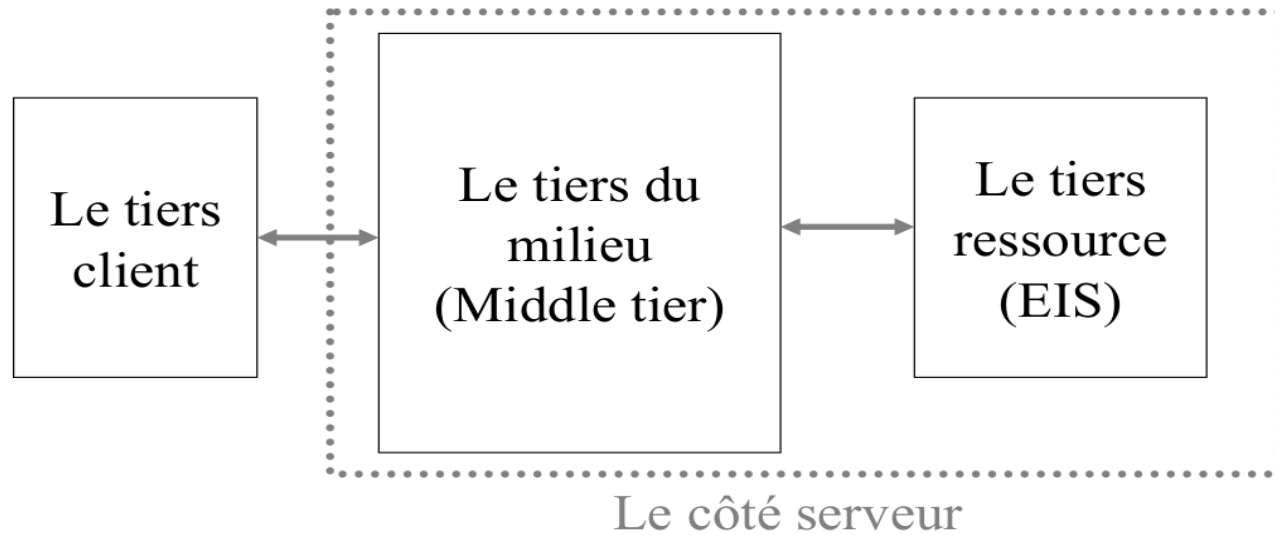 Le tiers
client
Le tiers du
milieu
(Middle tier)
Le tiers
ressource
(EIS)
Le côté serveur